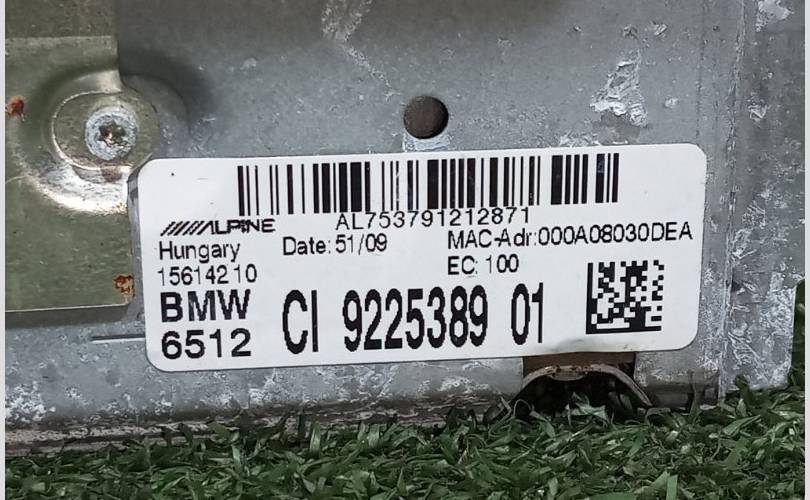 AL753791212871
ALPINE
Hungary
Date: 51/09
MAC-Adr:000A08030DEA
15614210
EC: 100
BMW
6512
CI 9225389 01